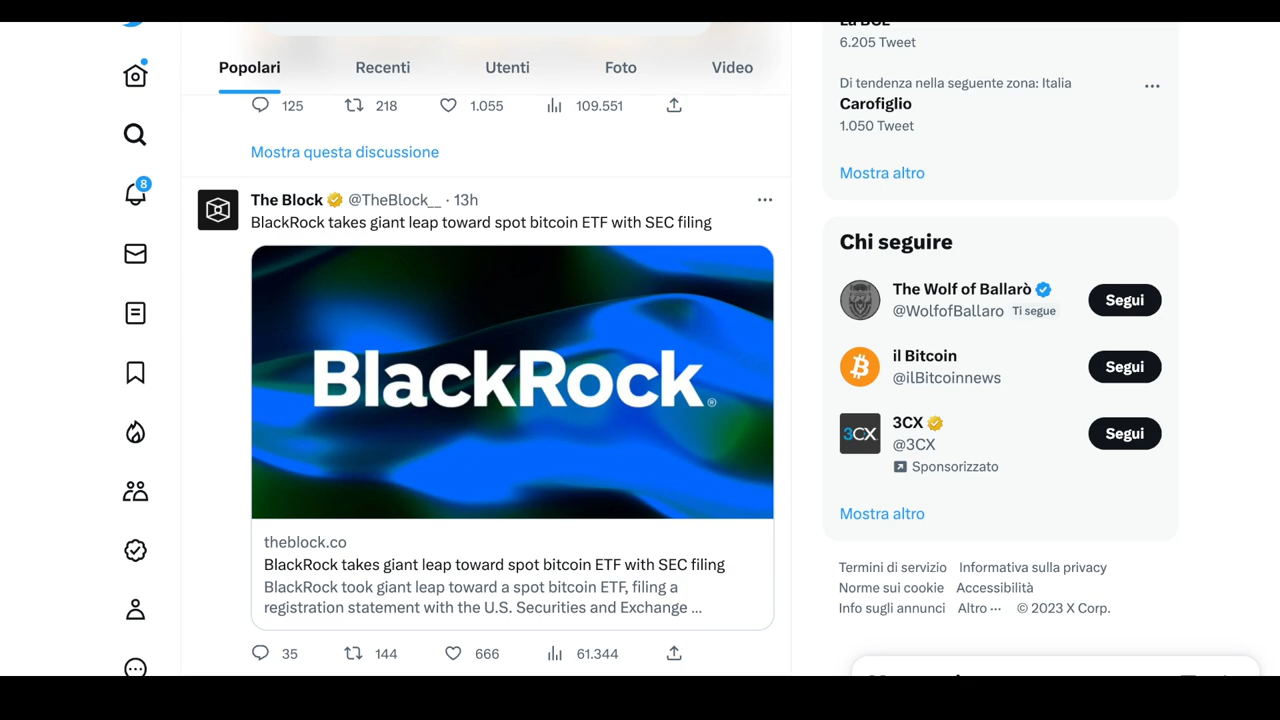 Popolari
Recenti
Utenti
Foto
Video
125
218
1.055
109.551
Mostra questa discussione
The Block @TheBlock__ · 13h
BlackRock takes giant leap toward spot bitcoin ETF with SEC filing
BlackRock®
theblock.co
BlackRock takes giant leap toward spot bitcoin ETF with SEC filing
BlackRock took giant leap toward a spot bitcoin ETF, filing a
registration statement with the U.S. Securities and Exchange ...
35
144
666
61.344
8
6.205 Tweet
Di tendenza nella seguente zona: Italia
Carofiglio
1.050 Tweet
Mostra altro
Chi seguire
The Wolf of Ballarò
@WolfofBallaro Ti segue
Segui
il Bitcoin
@ilBitcoinnews
Segui
3CX
3CX
@3CX
Sponsorizzato
Segui
Mostra altro
Termini di servizio Informativa sulla privacy
Norme sui cookie Accessibilità
Info sugli annunci Altro ··· © 2023 X Corp.